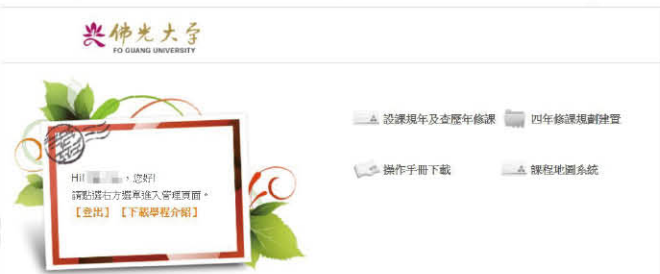 佛光大学
FO GUANG UNIVERSITY
設課規年及查歷年修課
四年修課規劃建置
操作手冊下載
課程地圖系統
Hi! ，您好!
請點選右方選單進入管理頁面。
【登出】【下載學程介紹】